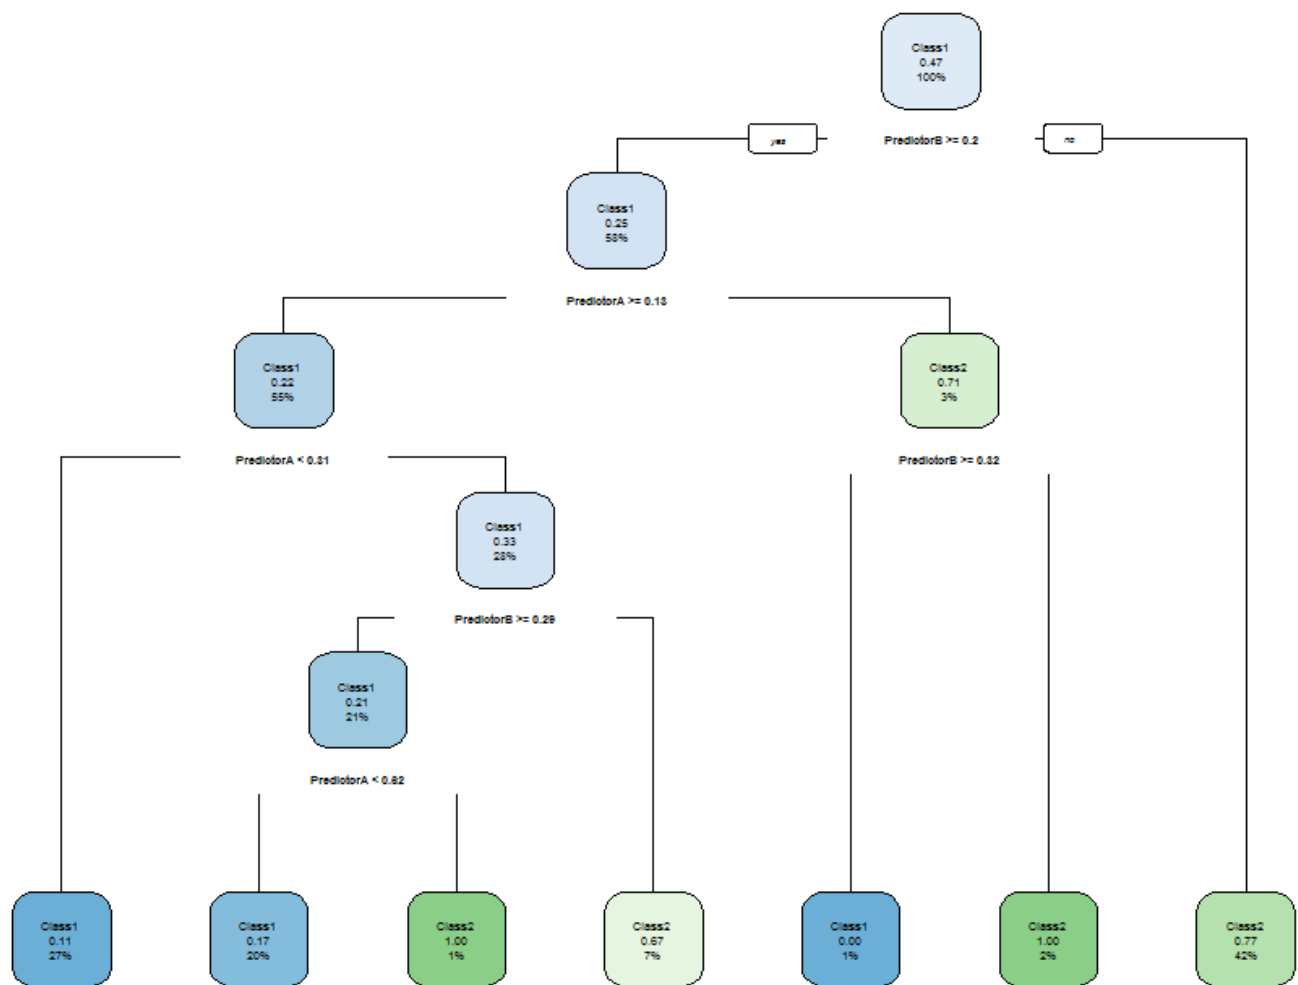 Class1
0.47
100%
yes
PredictorB >= 0.2
no
Class1
0.25
58%
PredictorA >= 0.13
Class1
0.22
55%
Class2
0.71
3%
PredictorA < 0.31
PredictorB >= 0.32
Class1
0.33
28%
PredictorB >= 0.29
Class1
0.21
21%
PredictorA < 0.62
Class1
0.11
27%
Class1
0.17
20%
Class2
1.00
1%
Class2
0.67
7%
Class1
0.00
1%
Class2
1.00
2%
Class2
0.77
42%